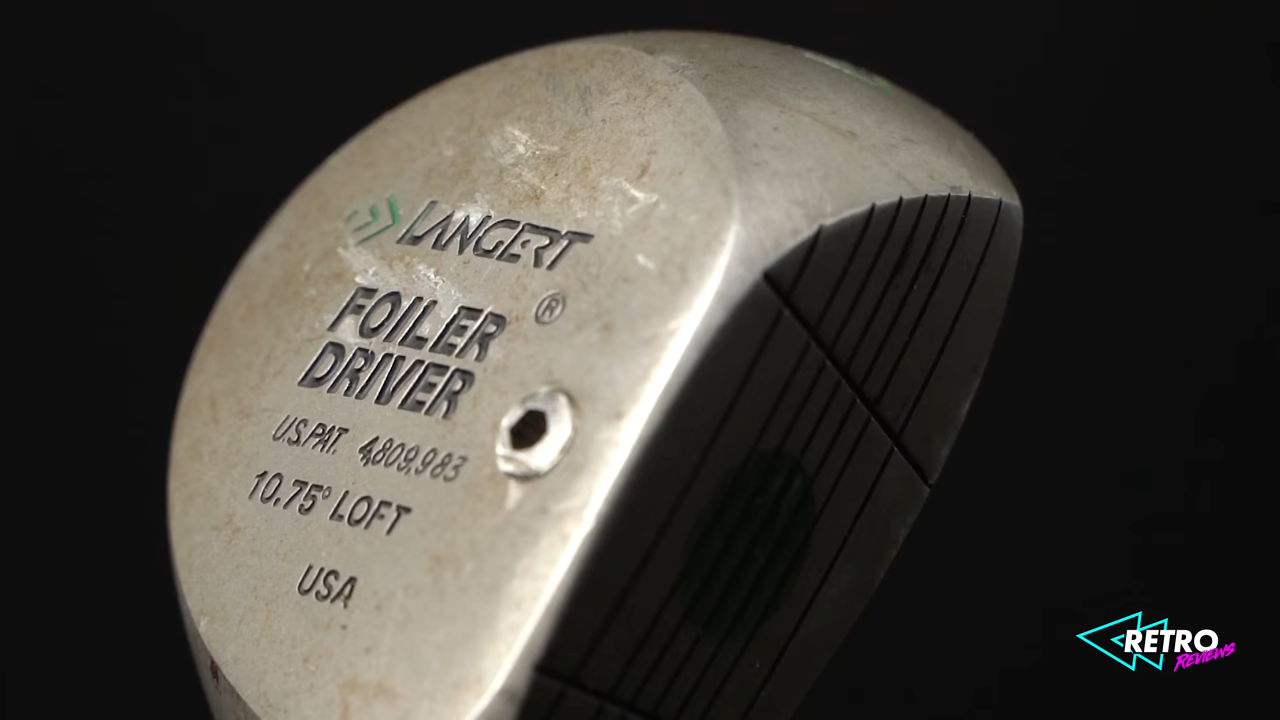 LANGERT
FOILER ®
DRIVER
U.S.PAT. 4,809,983
10.75° LOFT
USA
RETRO
REVIEWS